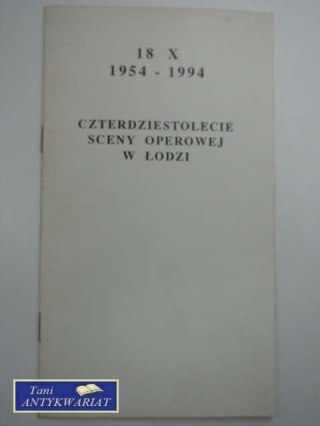 18 X
1954 - 1994
CZTERDZIESTOLECIE
SCENY OPEROWEJ
W ŁODZI
Tani
ANTYKWARIAT